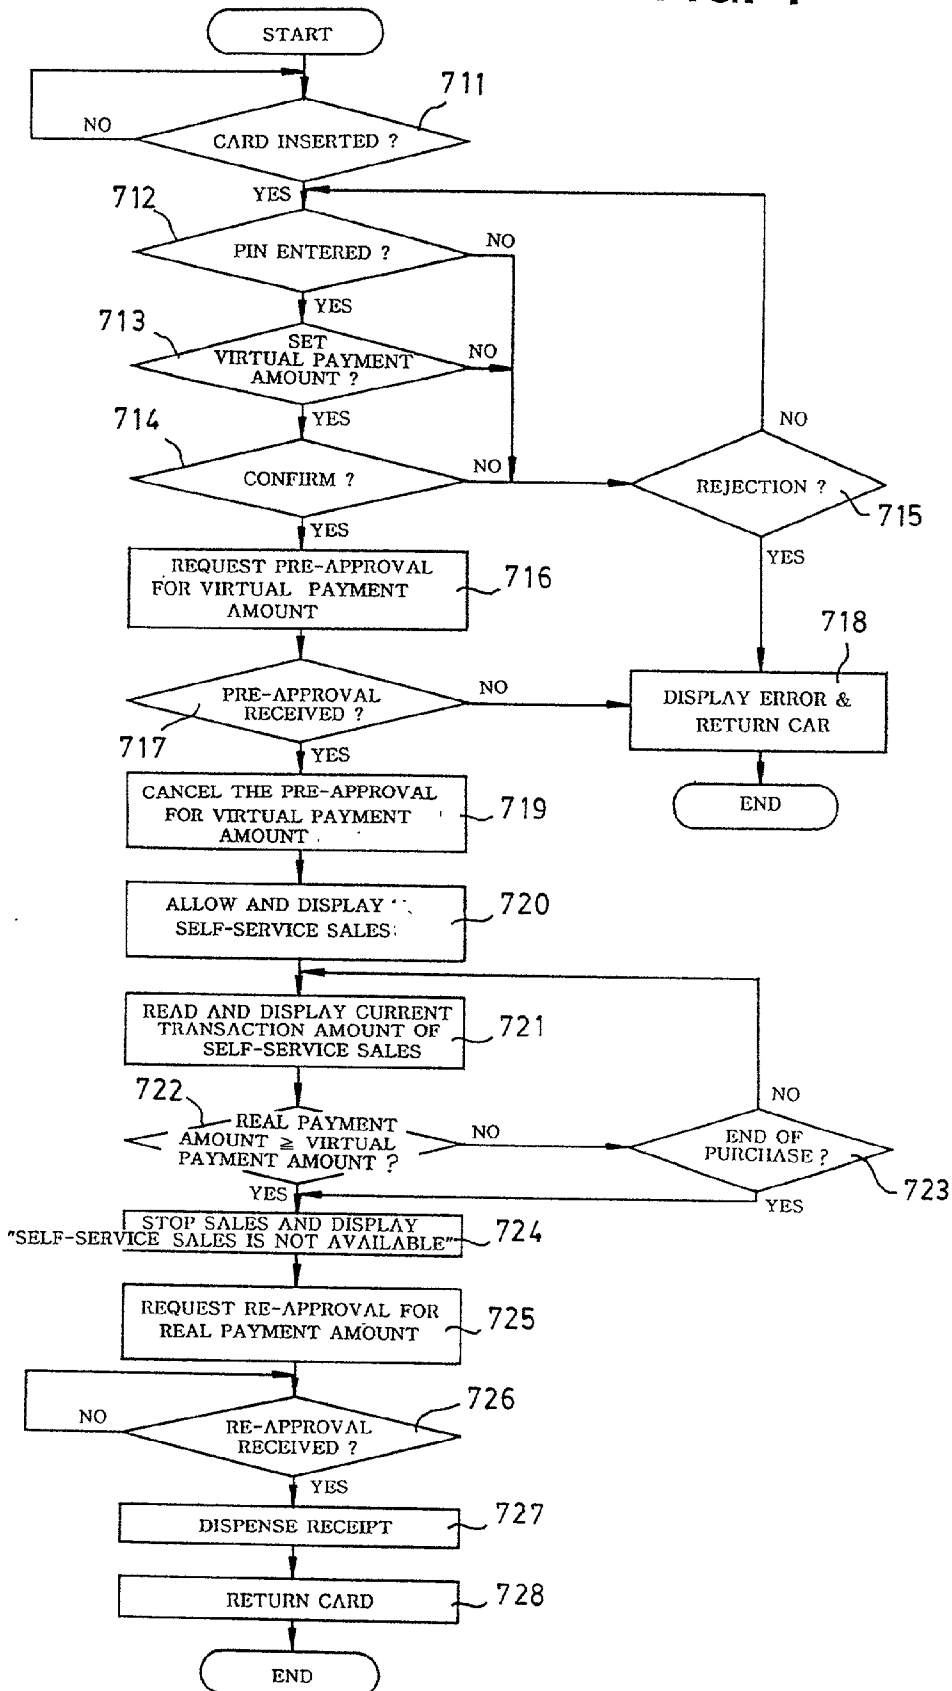 START
711
NO
CARD INSERTED ?
YES
712
PIN ENTERED ?
NO
YES
713
SET
VIRTUAL PAYMENT
AMOUNT ?
NO
YES
714
CONFIRM ?
NO
NO
REJECTION ?
715
YES
YES
REQUEST PRE-APPROVAL
FOR VIRTUAL PAYMENT
AMOUNT
716
718
PRE-APPROVAL
RECEIVED ?
NO
717
DISPLAY ERROR &
RETURN CAR
YES
END
CANCEL THE PRE-APPROVAL
FOR VIRTUAL PAYMENT
AMOUNT
719
ALLOW AND DISPLAY
SELF-SERVICE SALES
720
READ AND DISPLAY CURRENT
TRANSACTION AMOUNT OF
SELF-SERVICE SALES
721
722
REAL PAYMENT
AMOUNT ≧ VIRTUAL
PAYMENT AMOUNT ?
NO
NO
END OF
PURCHASE ?
723
YES
YES
STOP SALES AND DISPLAY
"SELF-SERVICE SALES IS NOT AVAILABLE"
724
REQUEST RE-APPROVAL FOR
REAL PAYMENT AMOUNT
725
NO
RE-APPROVAL
RECEIVED ?
726
YES
DISPENSE RECEIPT
727
RETURN CARD
728
END